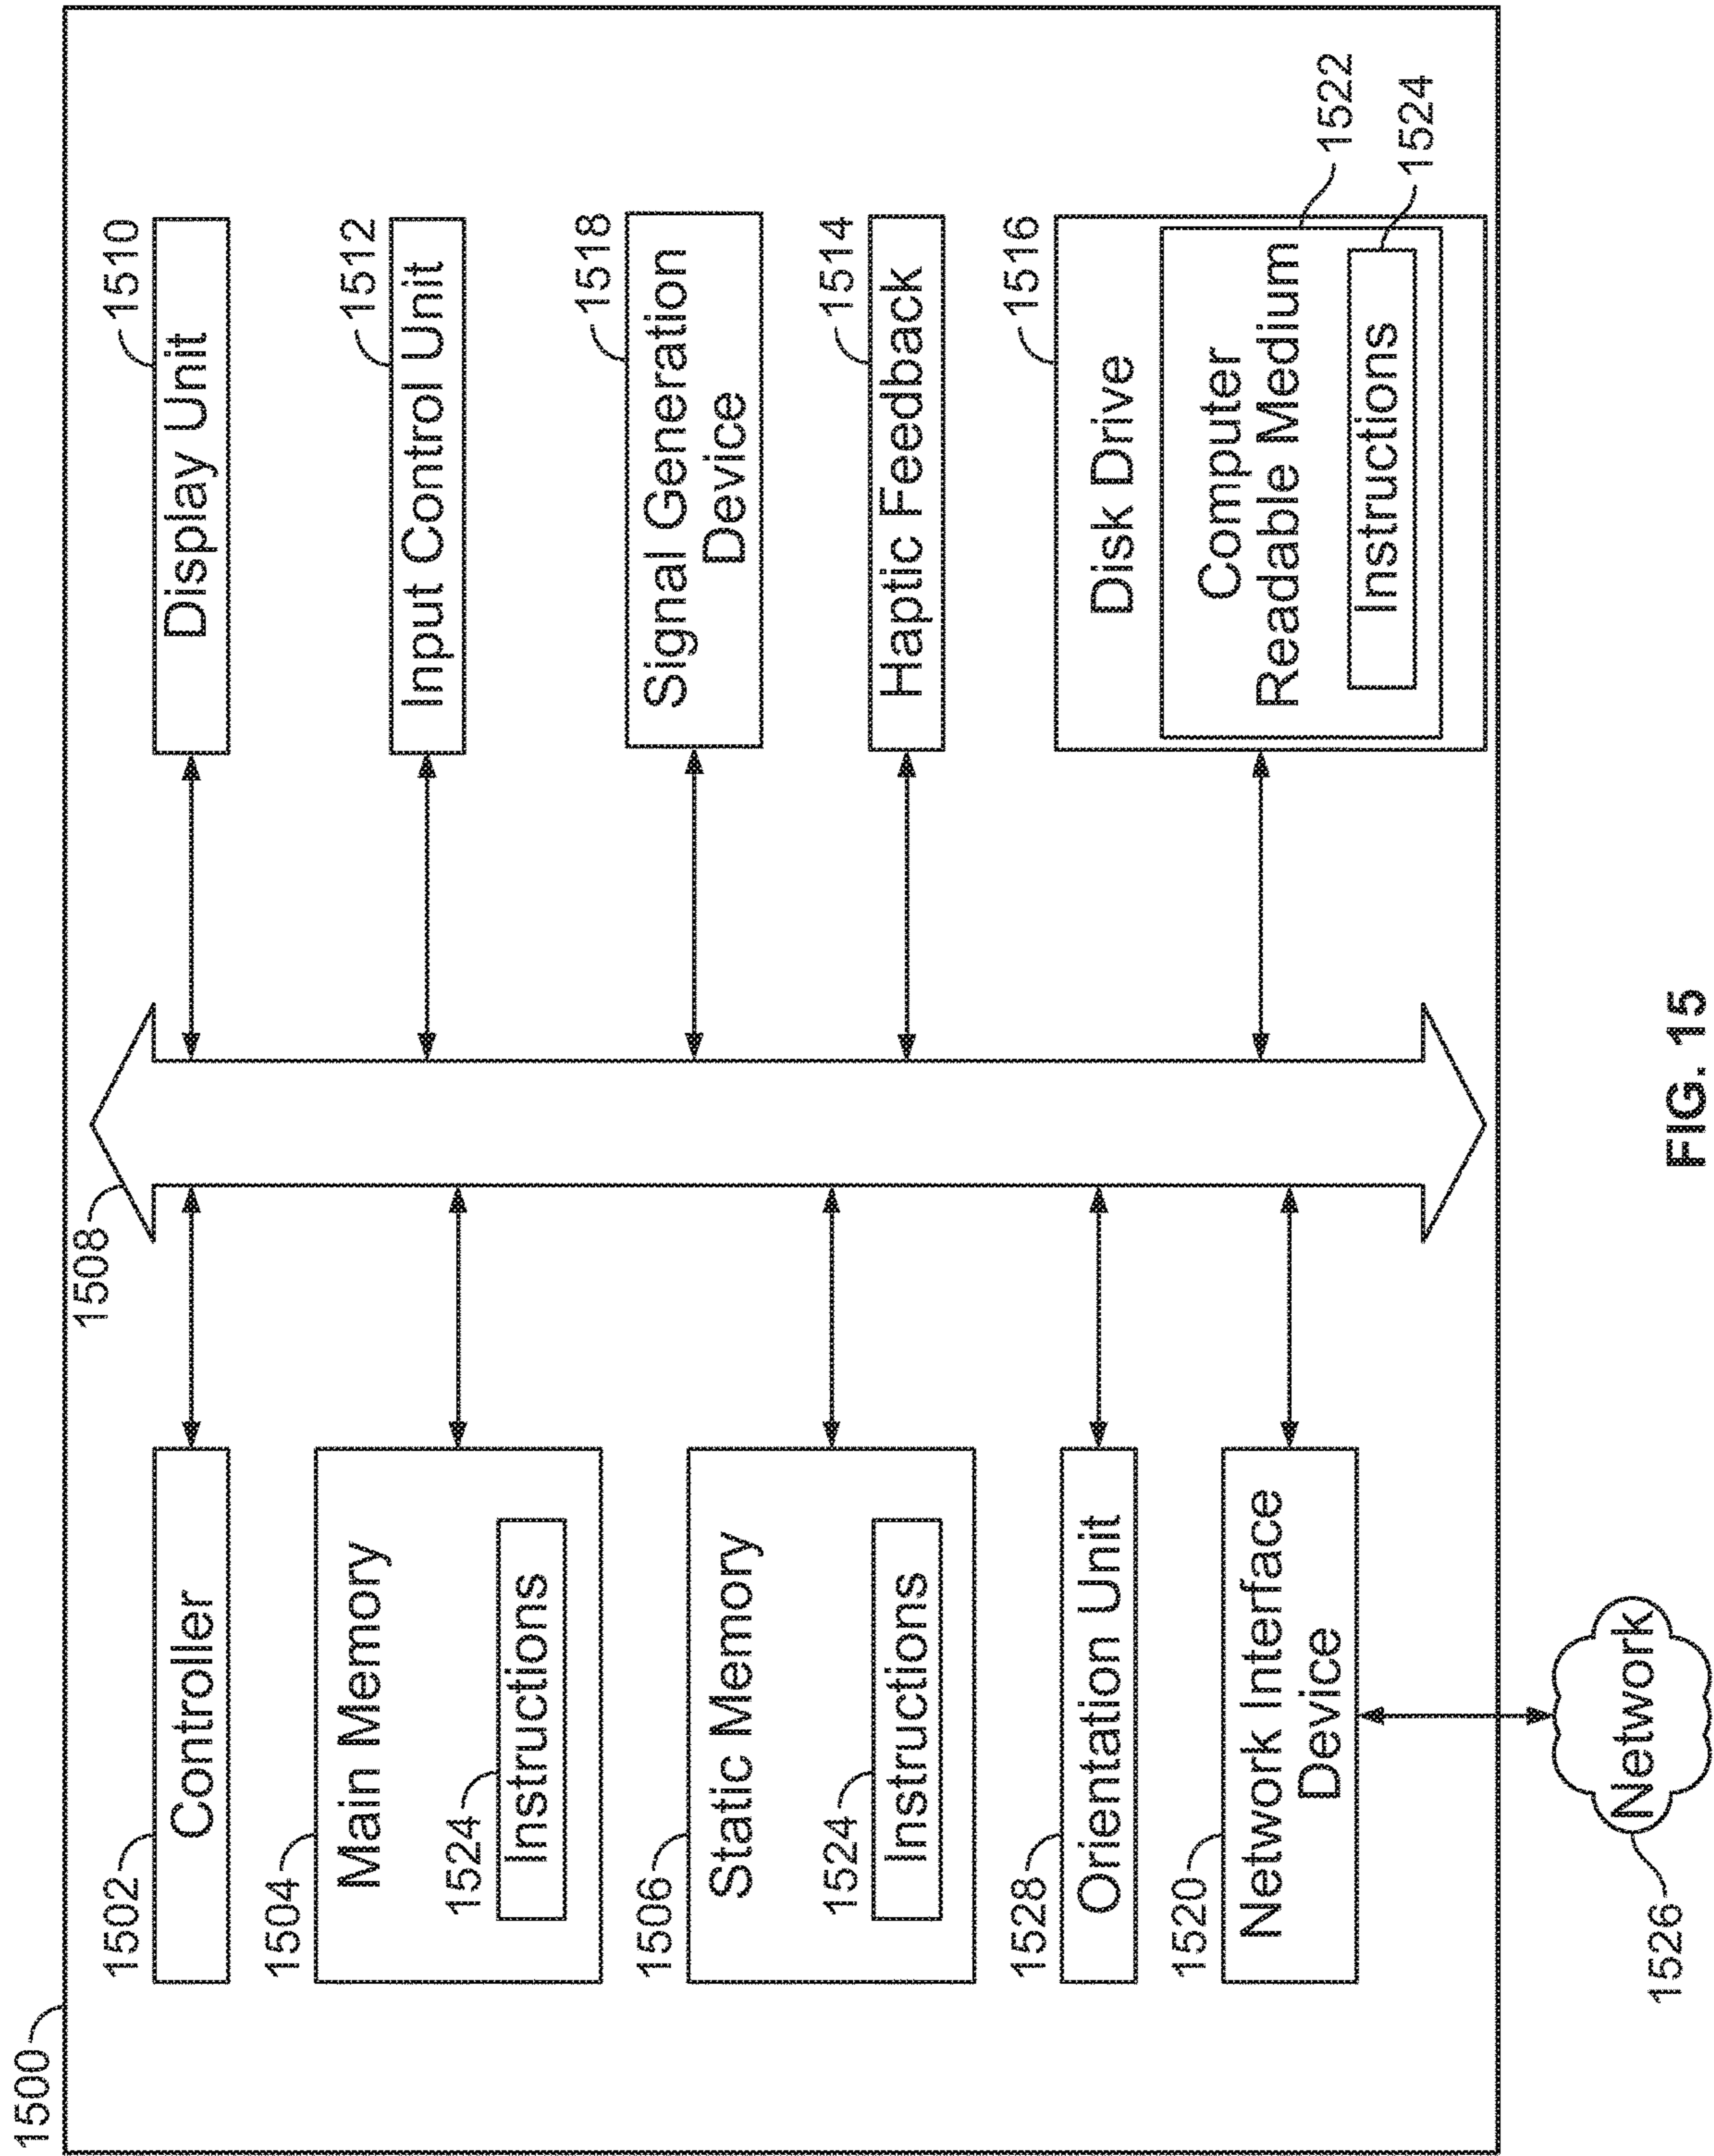 1500
1508
1502
Controller
1504
Main Memory
1524
Instructions
1506
Static Memory
1524
Instructions
1528
Orientation Unit
1520
Network Interface
Device
1526
Network
1510
Display Unit
1512
Input Control Unit
1518
Signal Generation
Device
1514
Haptic Feedback
1516
Disk Drive
Computer
Readable Medium
1522
Instructions
1524
FIG. 15